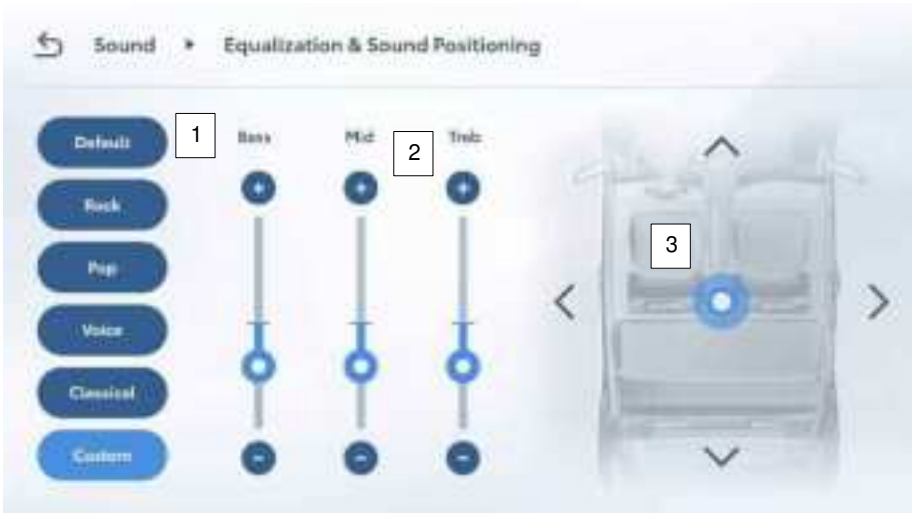 Sound ▸ Equalization & Sound Positioning
Default
1
Bass
Mid
2
Treb
Rock
Pop
3
Voice
Classical
Custom